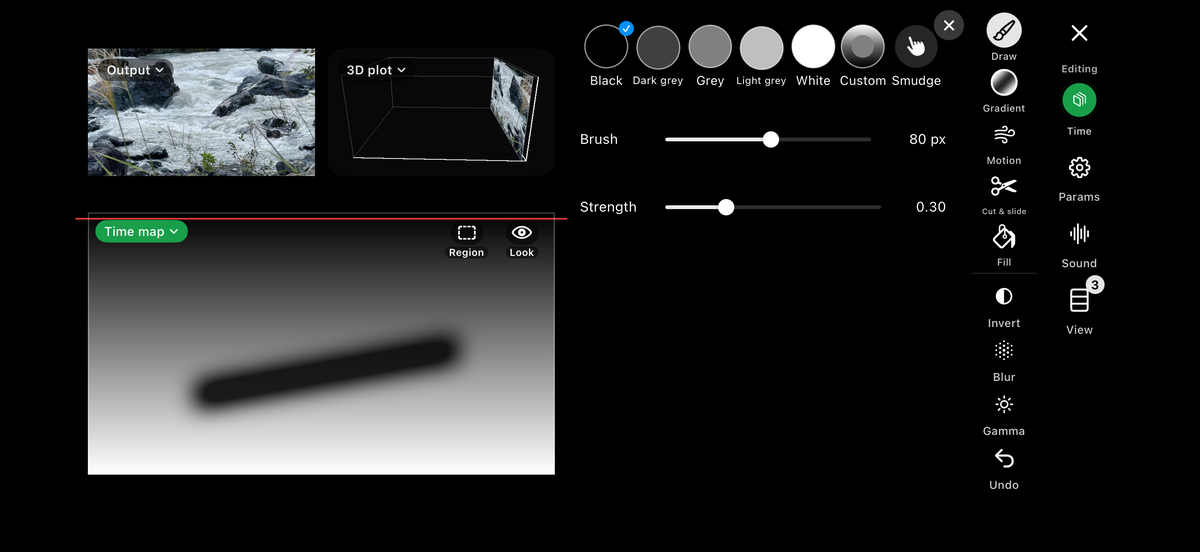 Output
3D plot
Time map
Region
Look
Black
Dark grey
Grey
Light grey
White
Custom
Smudge
Brush
80 px
Strength
0.30
Draw
Gradient
Motion
Cut & slide
Fill
Invert
Blur
Gamma
Undo
Editing
Time
Params
Sound
3
View